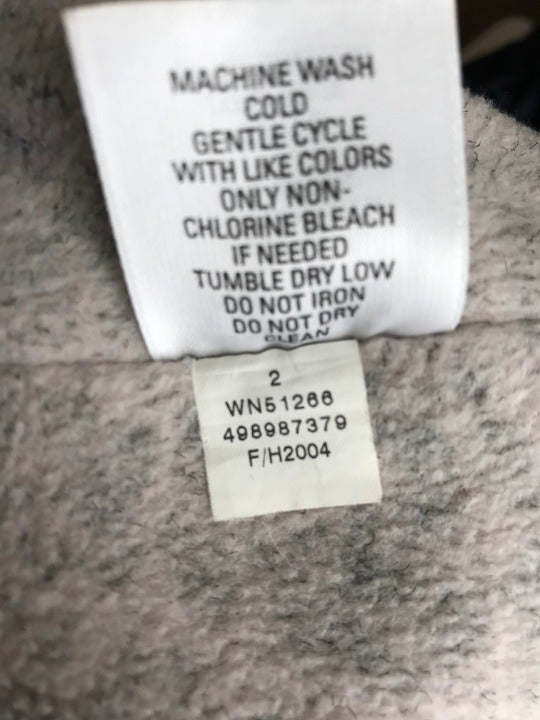 MACHINE WASH
COLD
GENTLE CYCLE
WITH LIKE COLORS
ONLY NON-
CHLORINE BLEACH
IF NEEDED
TUMBLE DRY LOW
DO NOT IRON
DO NOT DRY
CLEAN
2
WN51266
498987379
F/H2004